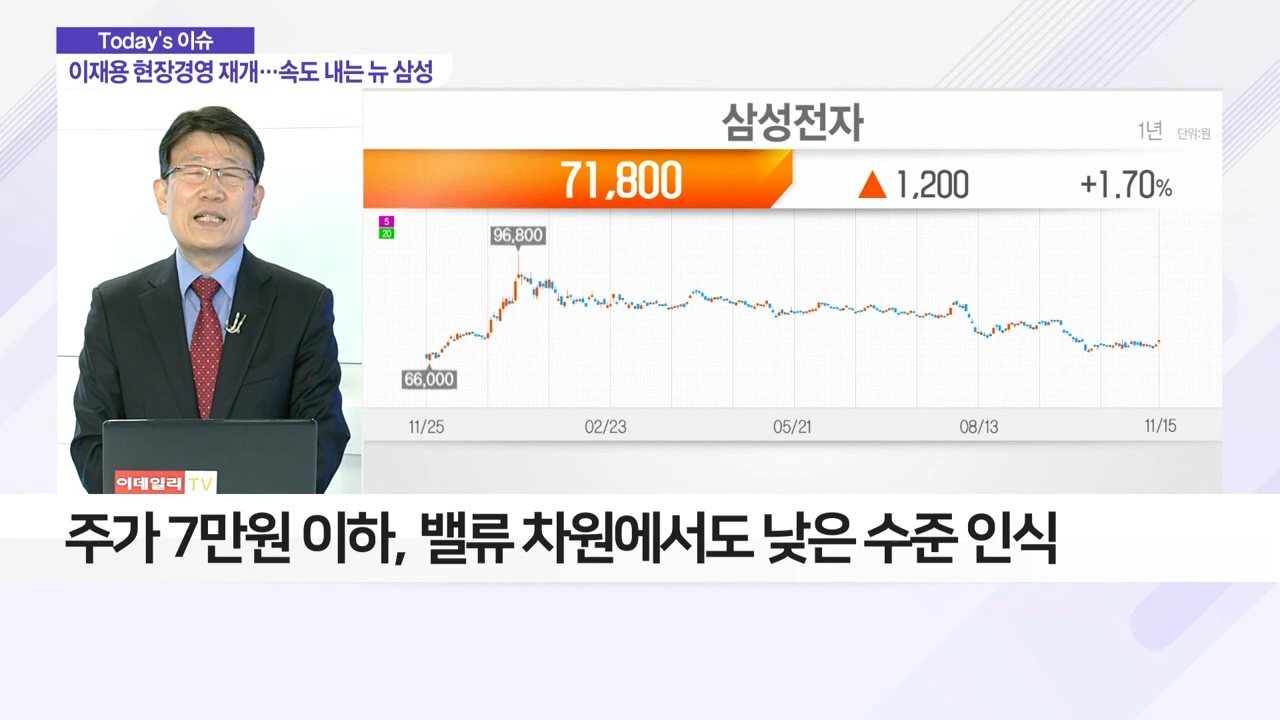 Today's 이슈
이재용 현장경영 재개…속도 내는 뉴 삼성
삼성전자
1년 단위:원
71,800 ▲ 1,200 +1.70%
5
20
96,800
66,000
11/25 02/23 05/21 08/13 11/15
이데일리 TV
주가 7만원 이하, 밸류 차원에서도 낮은 수준 인식